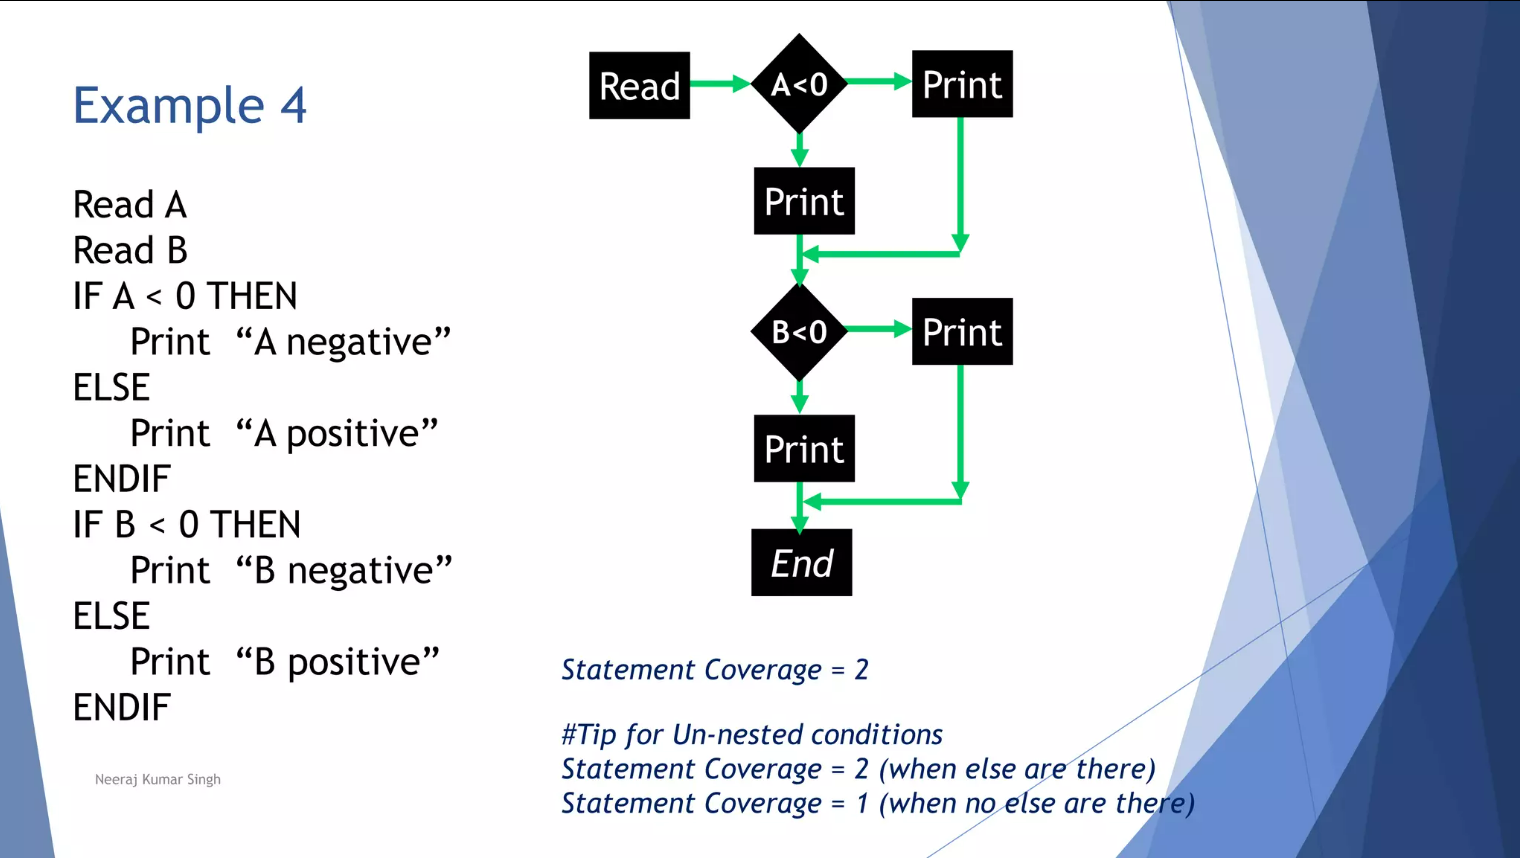 Example 4
Read A
Read B
IF A < 0 THEN
Print “A negative”
ELSE
Print “A positive”
ENDIF
IF B < 0 THEN
Print “B negative”
ELSE
Print “B positive”
ENDIF
Neeraj Kumar Singh
Read
A<0
Print
Print
B<0
Print
Print
End
Statement Coverage = 2
#Tip for Un-nested conditions
Statement Coverage = 2 (when else are there)
Statement Coverage = 1 (when no else are there)